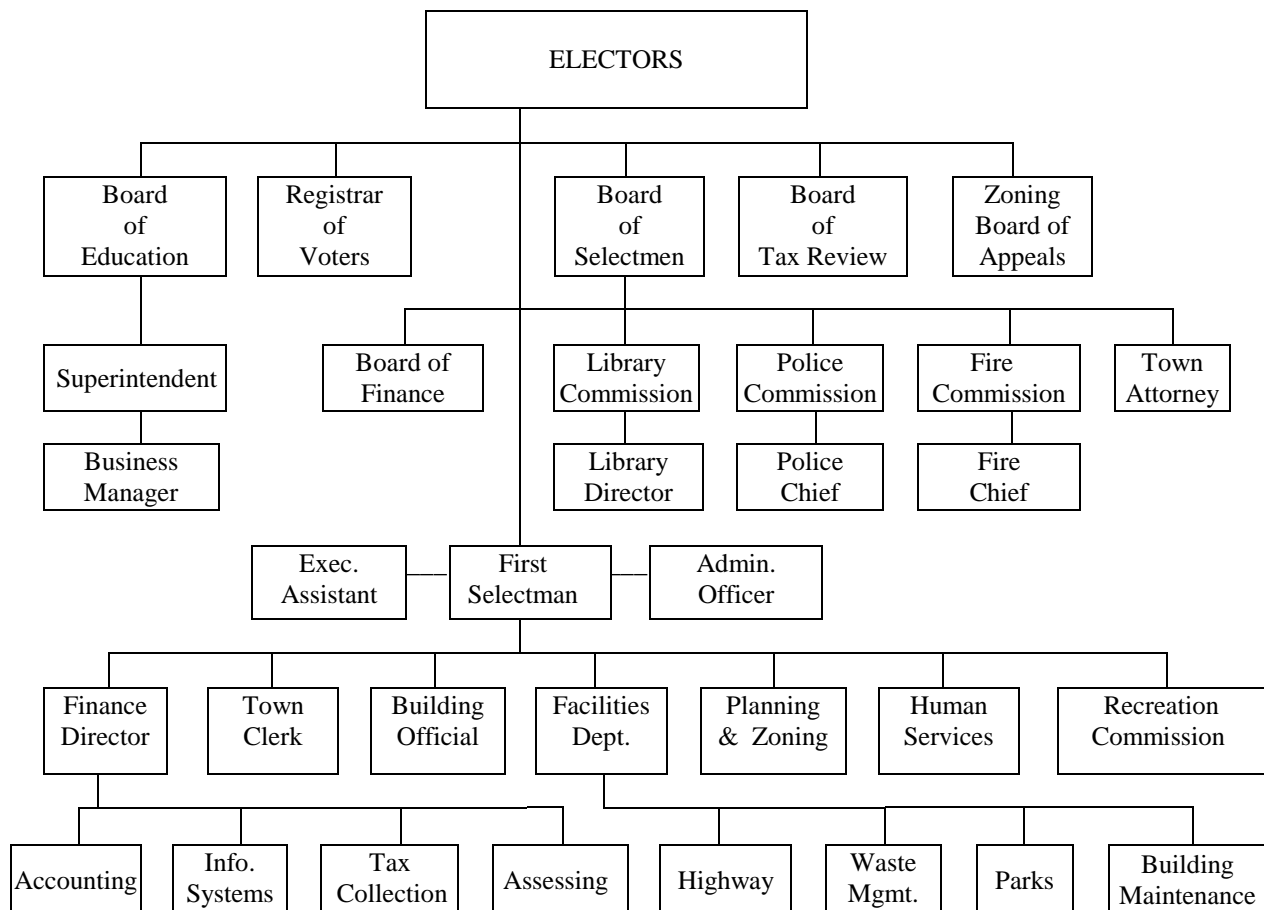 ELECTORS
Board
of
Education
Registrar
of
Voters
Board
of
Selectmen
Board
of
Tax Review
Zoning
Board of
Appeals
Superintendent
Board of
Finance
Library
Commission
Police
Commission
Fire
Commission
Town
Attorney
Business
Manager
Library
Director
Police
Chief
Fire
Chief
Exec.
Assistant
First
Selectman
Admin.
Officer
Finance
Director
Town
Clerk
Building
Official
Facilities
Dept.
Planning
& Zoning
Human
Services
Recreation
Commission
Accounting
Info.
Systems
Tax
Collection
Assessing
Highway
Waste
Mgmt.
Parks
Building
Maintenance